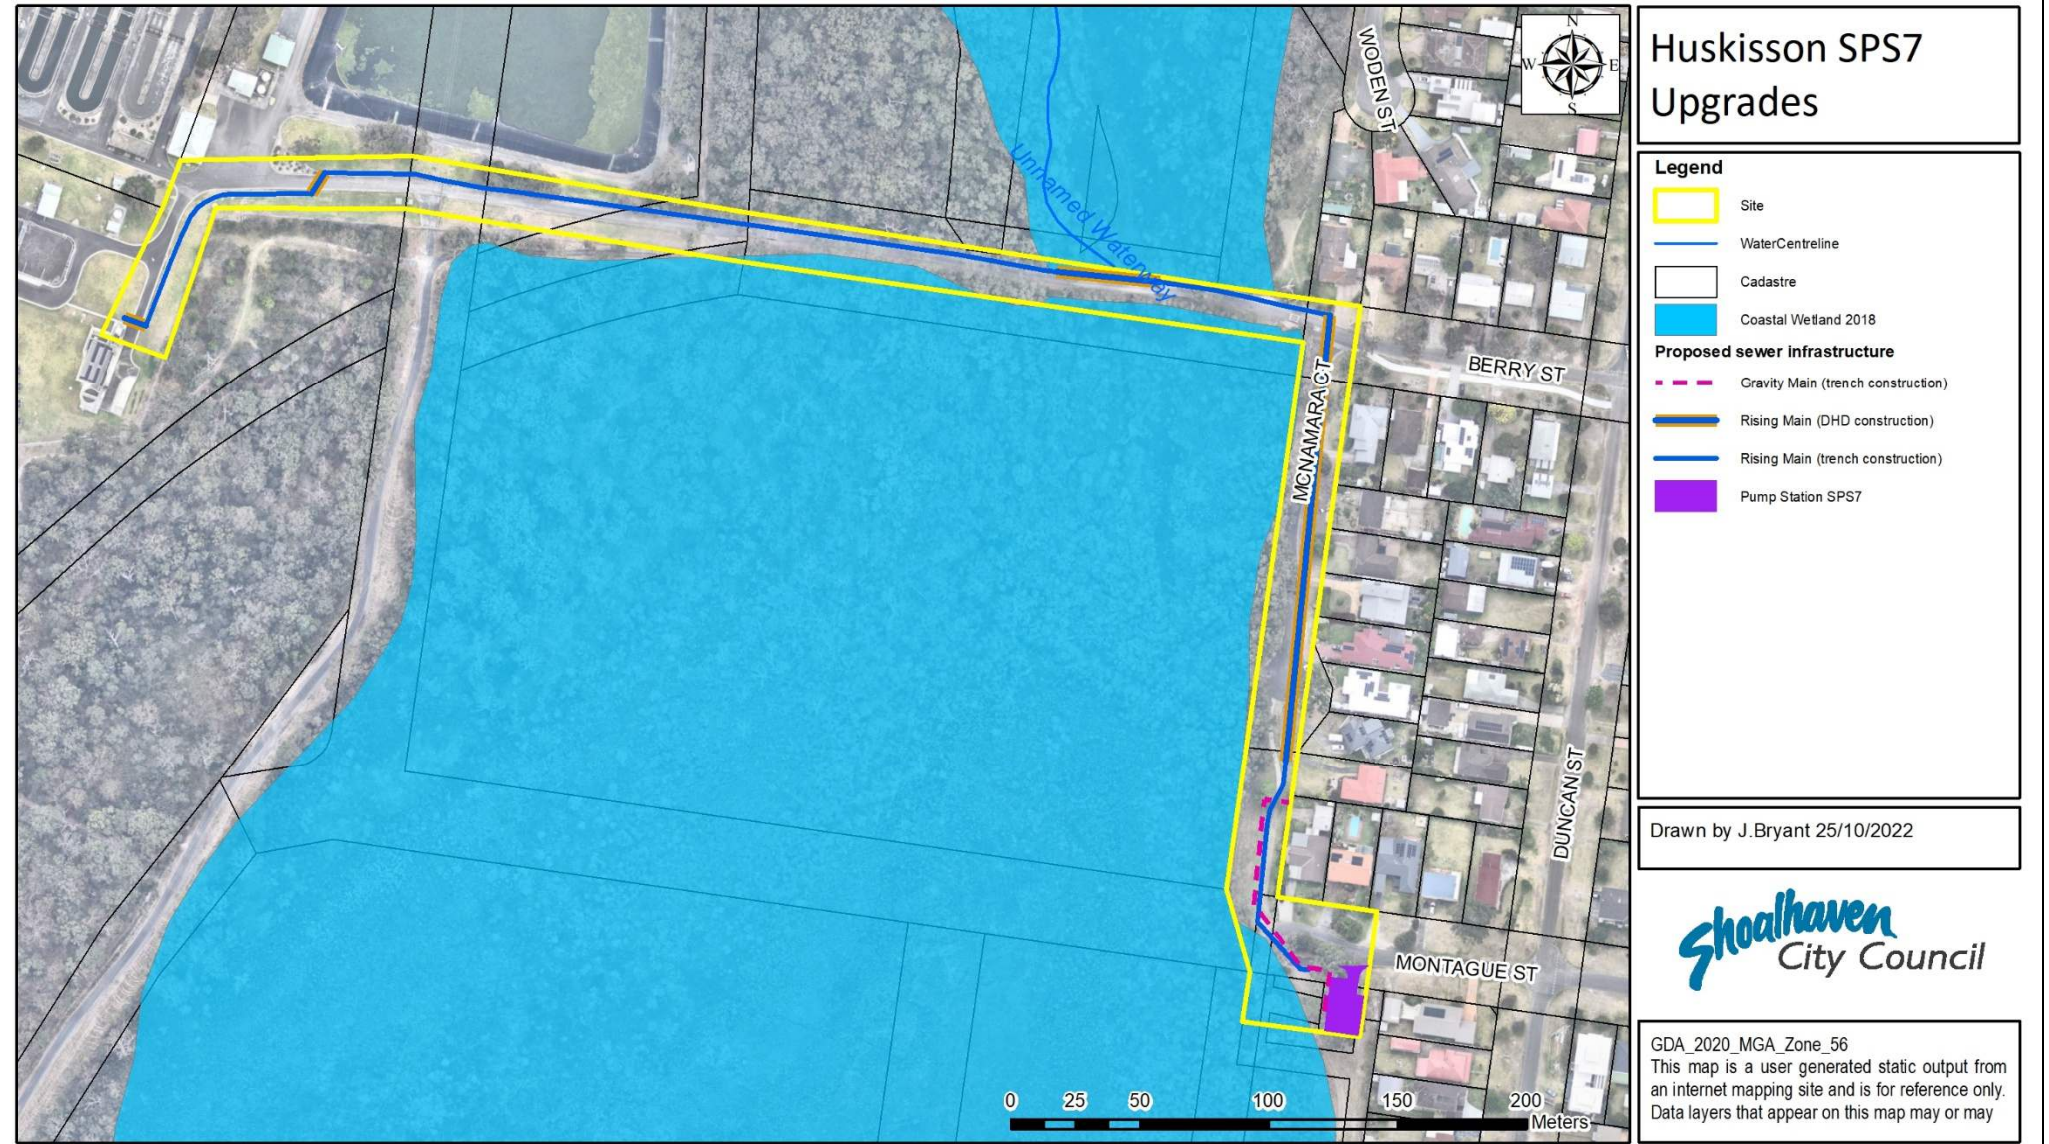 Huskisson SPS7
Upgrades
N
W E
S
Legend
Site
WaterCentreline
Cadastre
Coastal Wetland 2018
Proposed sewer infrastructure
Gravity Main (trench construction)
Rising Main (DHD construction)
Rising Main (trench construction)
Pump Station SPS7
Drawn by J.Bryant 25/10/2022
Shoalhaven
City Council
GDA_2020_MGA_Zone_56
This map is a user generated static output from
an internet mapping site and is for reference only.
Data layers that appear on this map may or may
WODEN ST
Unnamed Waterway
BERRY ST
MCNAMARA CT
DUNCAN ST
MONTAGUE ST
0 25 50 100 150 200
Meters